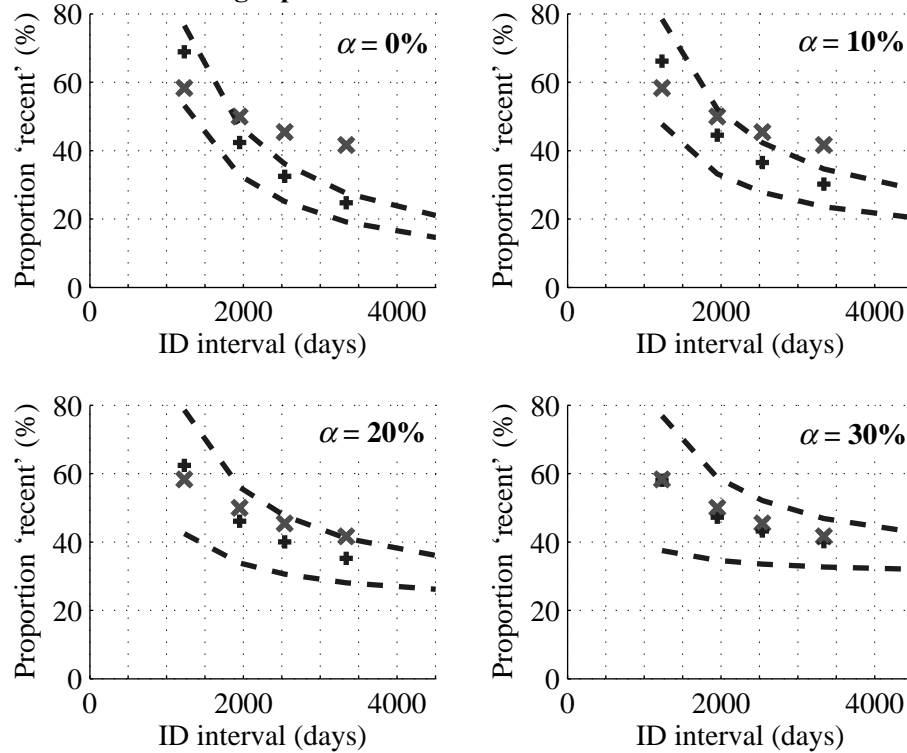 80
60
40
20
0
Proportion ‘recent’ (%)
α = 0%
0 2000 4000
ID interval (days)
80
60
40
20
0
Proportion ‘recent’ (%)
α = 10%
0 2000 4000
ID interval (days)
80
60
40
20
0
Proportion ‘recent’ (%)
α = 20%
0 2000 4000
ID interval (days)
80
60
40
20
0
Proportion ‘recent’ (%)
α = 30%
0 2000 4000
ID interval (days)